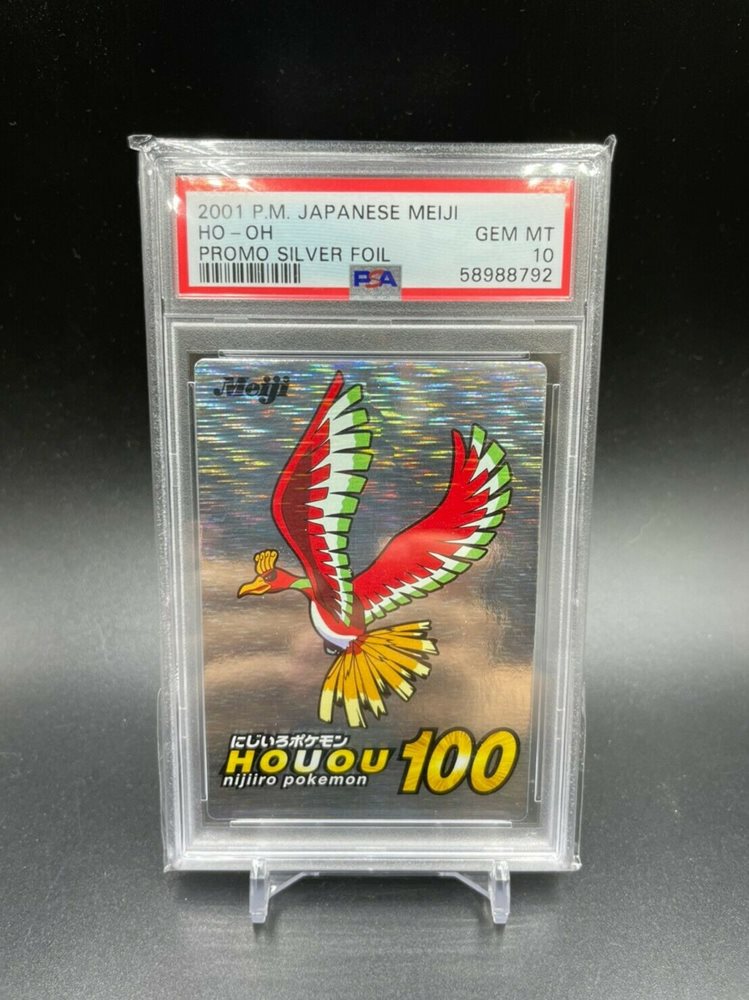 2001 P.M. JAPANESE MEIJI
HO-OH GEM MT
PROMO SILVER FOIL 10
PSA 58988792
Meiji
にじいろポケモン
HOUOU 100
nijiiro pokemon